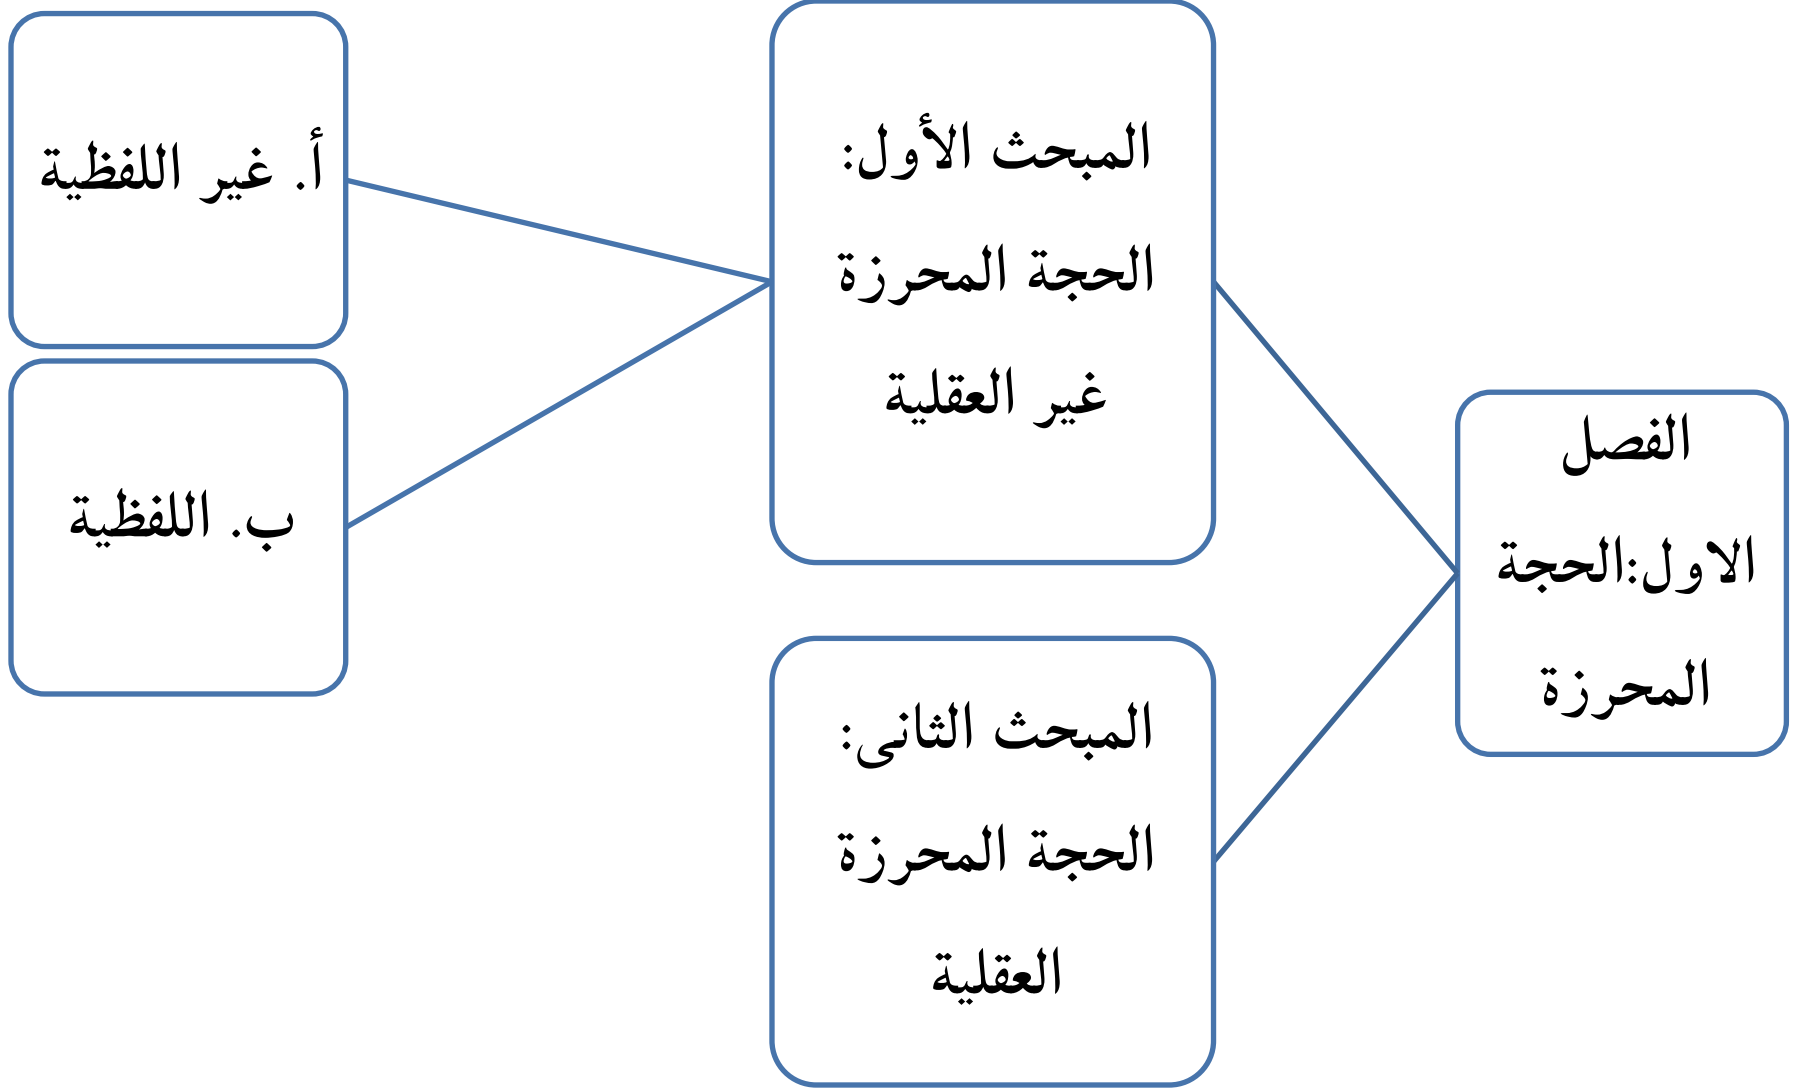 الفصل
الاول:الحجة
المحرزة
المبحث الأول:
الحجة المحرزة
غير العقلية
المبحث الثانى:
الحجة المحرزة
العقلية
أ. غير اللفظية
ب. اللفظية